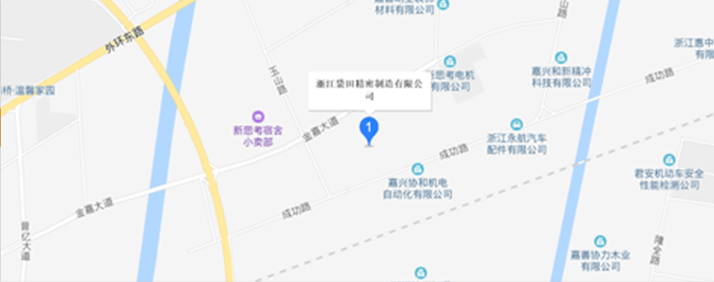 材料有限公司
外环东路
金山路
浙江惠中
新思考电机
有限公司
嘉兴和新精冲
科技有限公司
成功路
桥·温馨家园
玉山路
浙江袋田精密制造有限公
司
1
新思考宿舍
小卖部
金嘉大道
浙江永航汽车
配件有限公司
成功路
嘉兴协和机电
自动化有限公司
君安机动车安全
性能检测公司
金嘉大道
成功路
晋亿大道
隆全路
嘉善协力木业
有限公司